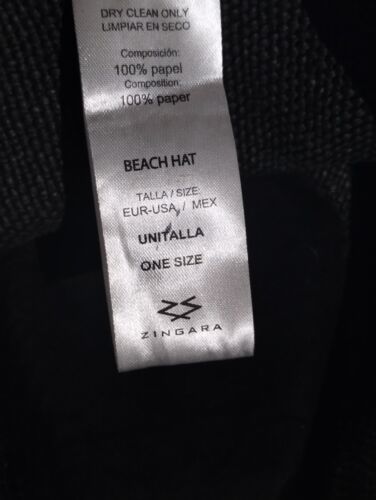 DRY CLEAN ONLY
LIMPIAR EN SECO
Composición:
100% papel
Composition:
100% paper
BEACH HAT
TALLA/SIZE
EUR-USA / MEX
UNITALLA
ONE SIZE
ZINGARA